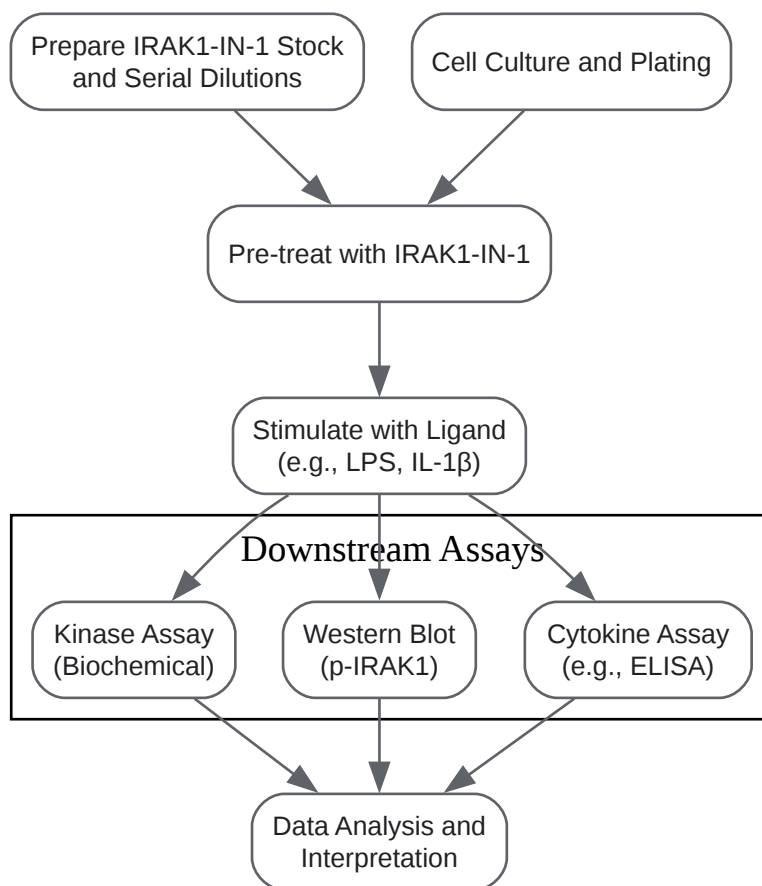 Prepare IRAK1-IN-1 Stock
and Serial Dilutions
Cell Culture and Plating
Pre-treat with IRAK1-IN-1
Stimulate with Ligand
(e.g., LPS, IL-1β)
Downstream Assays
Kinase Assay
(Biochemical)
Western Blot
(p-IRAK1)
Cytokine Assay
(e.g., ELISA)
Data Analysis and
Interpretation